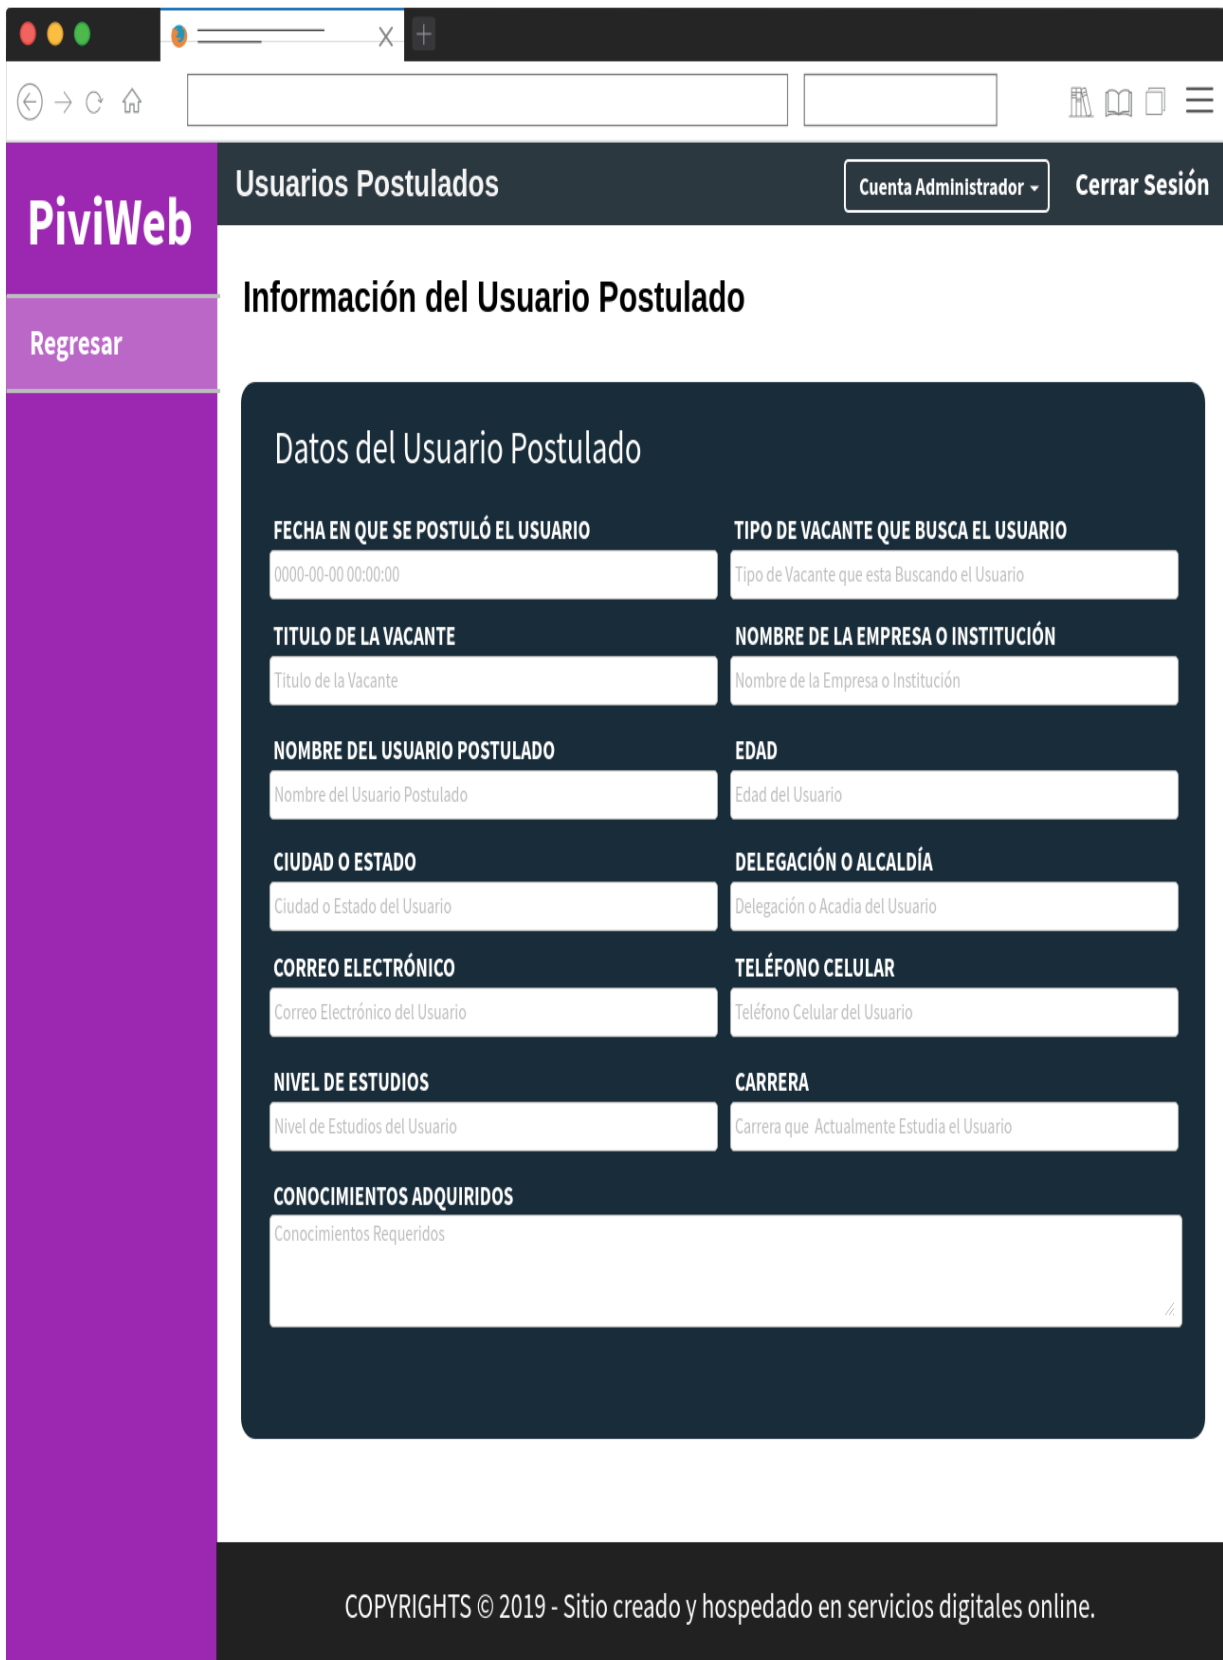 Usuarios Postulados
Cuenta Administrador
Cerrar Sesión
PiviWeb
Regresar
Información del Usuario Postulado
Datos del Usuario Postulado
FECHA EN QUE SE POSTULÓ EL USUARIO
TIPO DE VACANTE QUE BUSCA EL USUARIO
0000-00-00 00:00:00
Tipo de Vacante que esta Buscando el Usuario
TITULO DE LA VACANTE
NOMBRE DE LA EMPRESA O INSTITUCIÓN
Titulo de la Vacante
Nombre de la Empresa o Institución
NOMBRE DEL USUARIO POSTULADO
EDAD
Nombre del Usuario Postulado
Edad del Usuario
CIUDAD O ESTADO
DELEGACIÓN O ALCALDÍA
Ciudad o Estado del Usuario
Delegación o Acadia del Usuario
CORREO ELECTRÓNICO
TELÉFONO CELULAR
Correo Electrónico del Usuario
Teléfono Celular del Usuario
NIVEL DE ESTUDIOS
CARRERA
Nivel de Estudios del Usuario
Carrera que Actualmente Estudia el Usuario
CONOCIMIENTOS ADQUIRIDOS
Conocimientos Requeridos
COPYRIGHTS © 2019 - Sitio creado y hospedado en servicios digitales online.